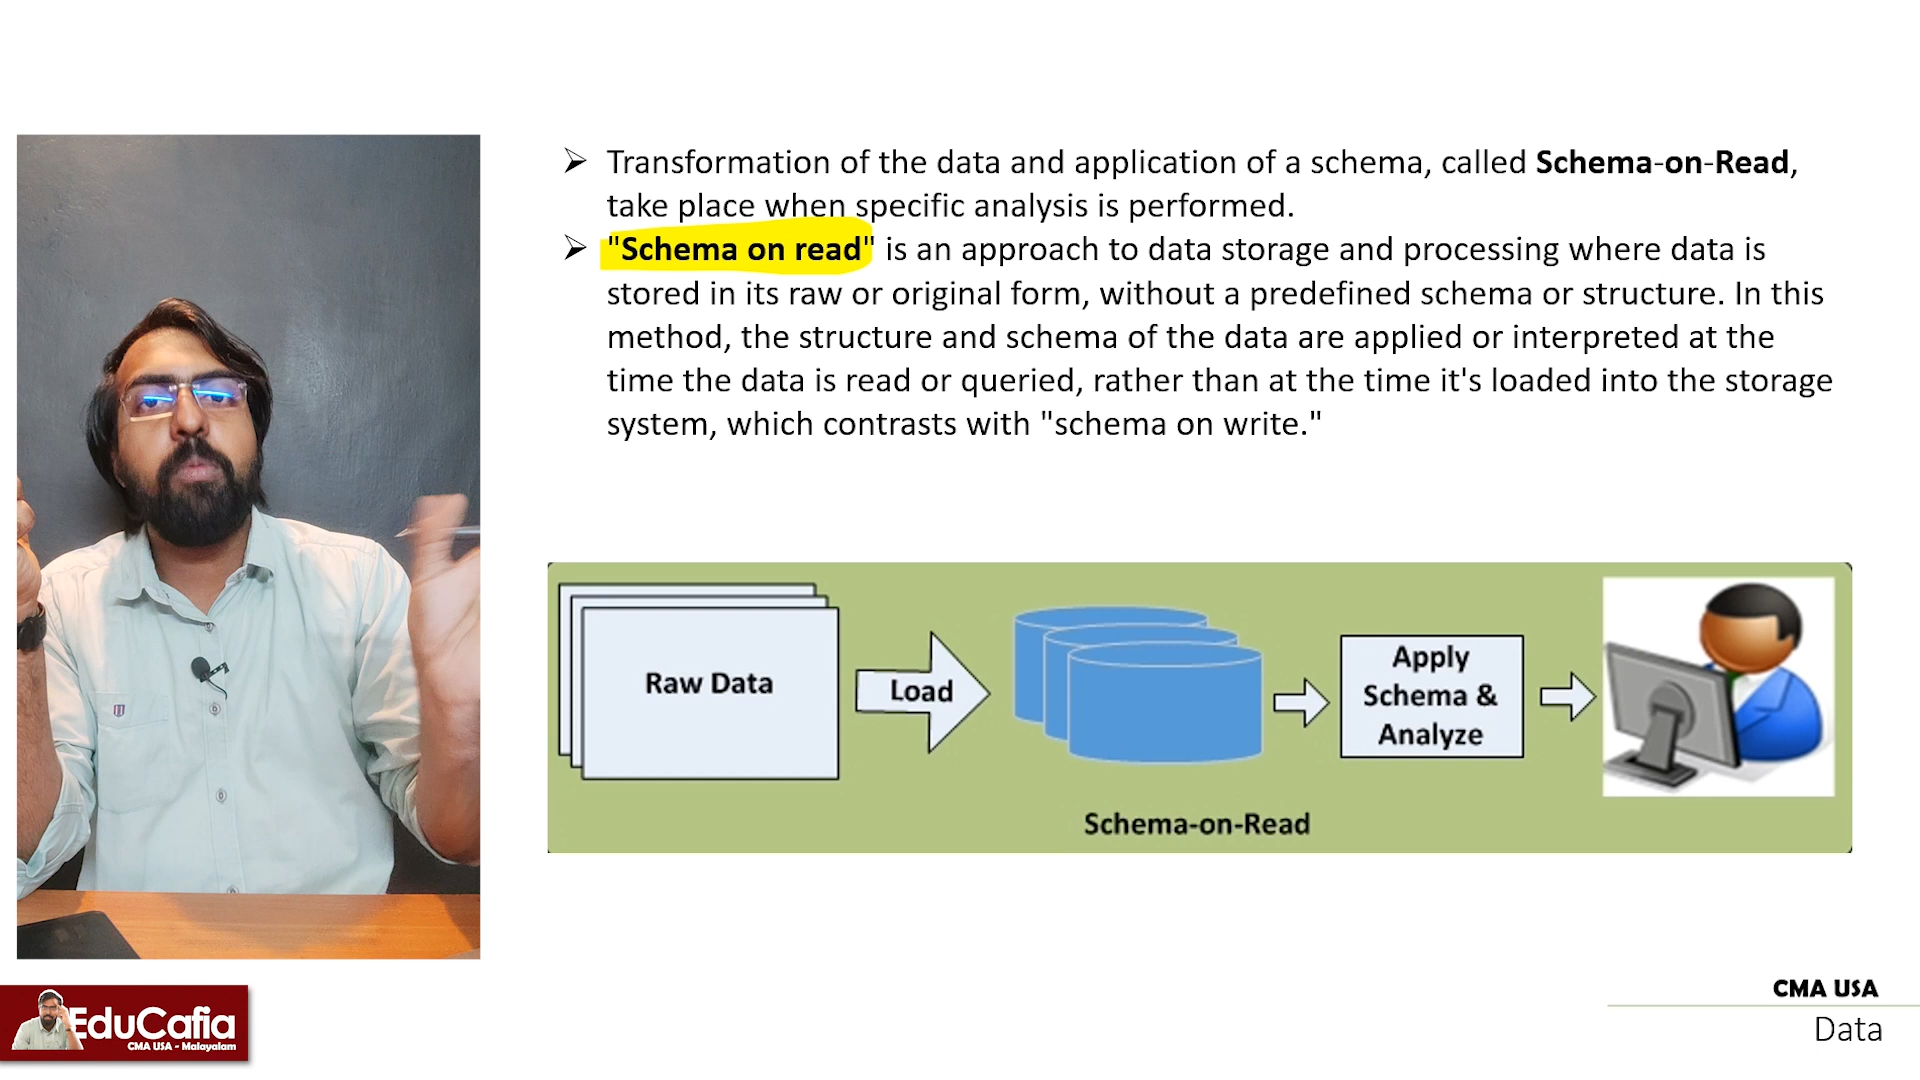 Transformation of the data and application of a schema, called Schema-on-Read,
take place when specific analysis is performed.
"Schema on read" is an approach to data storage and processing where data is
stored in its raw or original form, without a predefined schema or structure. In this
method, the structure and schema of the data are applied or interpreted at the
time the data is read or queried, rather than at the time it's loaded into the storage
system, which contrasts with "schema on write."
Raw Data
Load
Apply
Schema &
Analyze
Schema-on-Read
EduCafia
CMA USA - Malayalam
CMA USA
Data